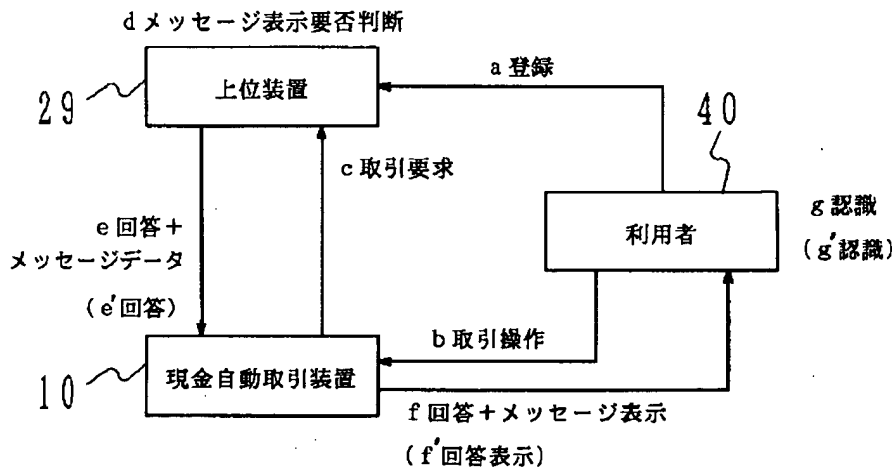 dメッセージ表示要否判断
上位装置
29
a登録
40
c取引要求
利用者
g認識
(g'認識)
e回答+
メッセージデータ
(e'回答)
b取引操作
現金自動取引装置
10
f回答+メッセージ表示
(f'回答表示)